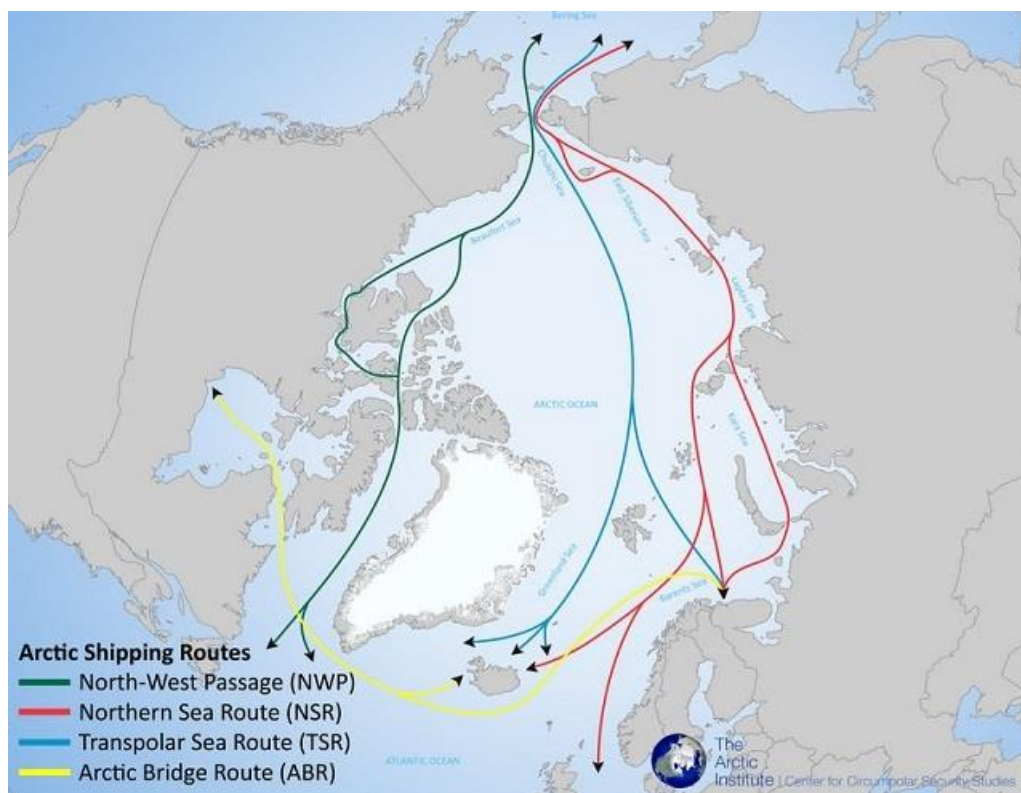 Bering Sea
Chukchi Sea
East Siberian Sea
Beaufort Sea
Laptev Sea
ARCTIC OCEAN
Kara Sea
Greenland Sea
Barents Sea
Arctic Shipping Routes
North-West Passage (NWP)
Northern Sea Route (NSR)
Transpolar Sea Route (TSR)
Arctic Bridge Route (ABR)
ATLANTIC OCEAN
The
Arctic
Institute | Center for Circumpolar Security Studies